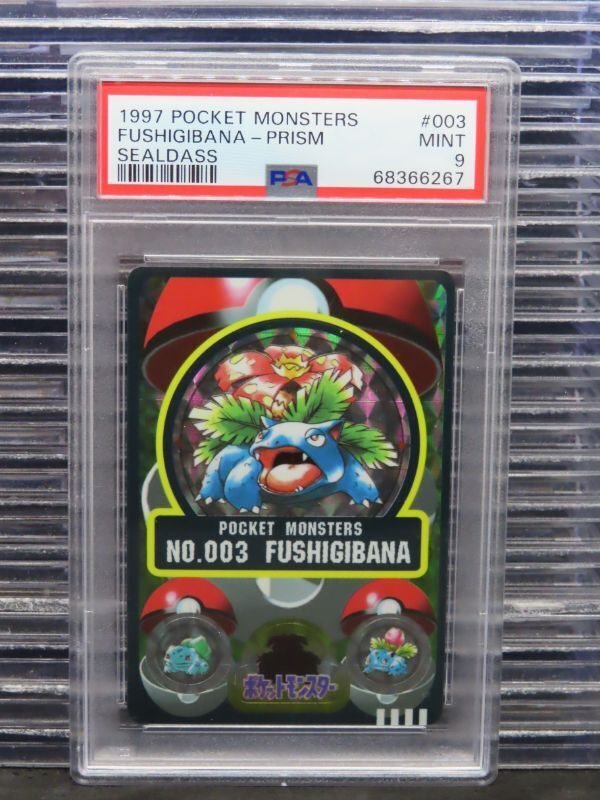 1997 POCKET MONSTERS #003
FUSHIGIBANA - PRISM MINT
SEALDASS 9
PSA 68366267
POCKET MONSTERS
NO.003 FUSHIGIBANA
ポケットモンスター